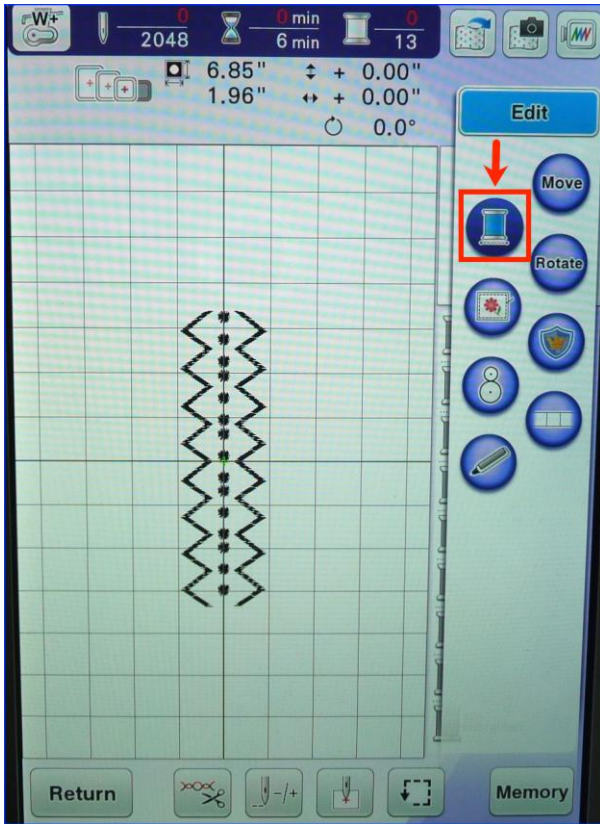 W+
0
0 min
0
2048
6 min
13
6.85"
+ 0.00"
1.96"
+ 0.00"
0.0°
Edit
Move
Rotate
Return
-/+
Memory